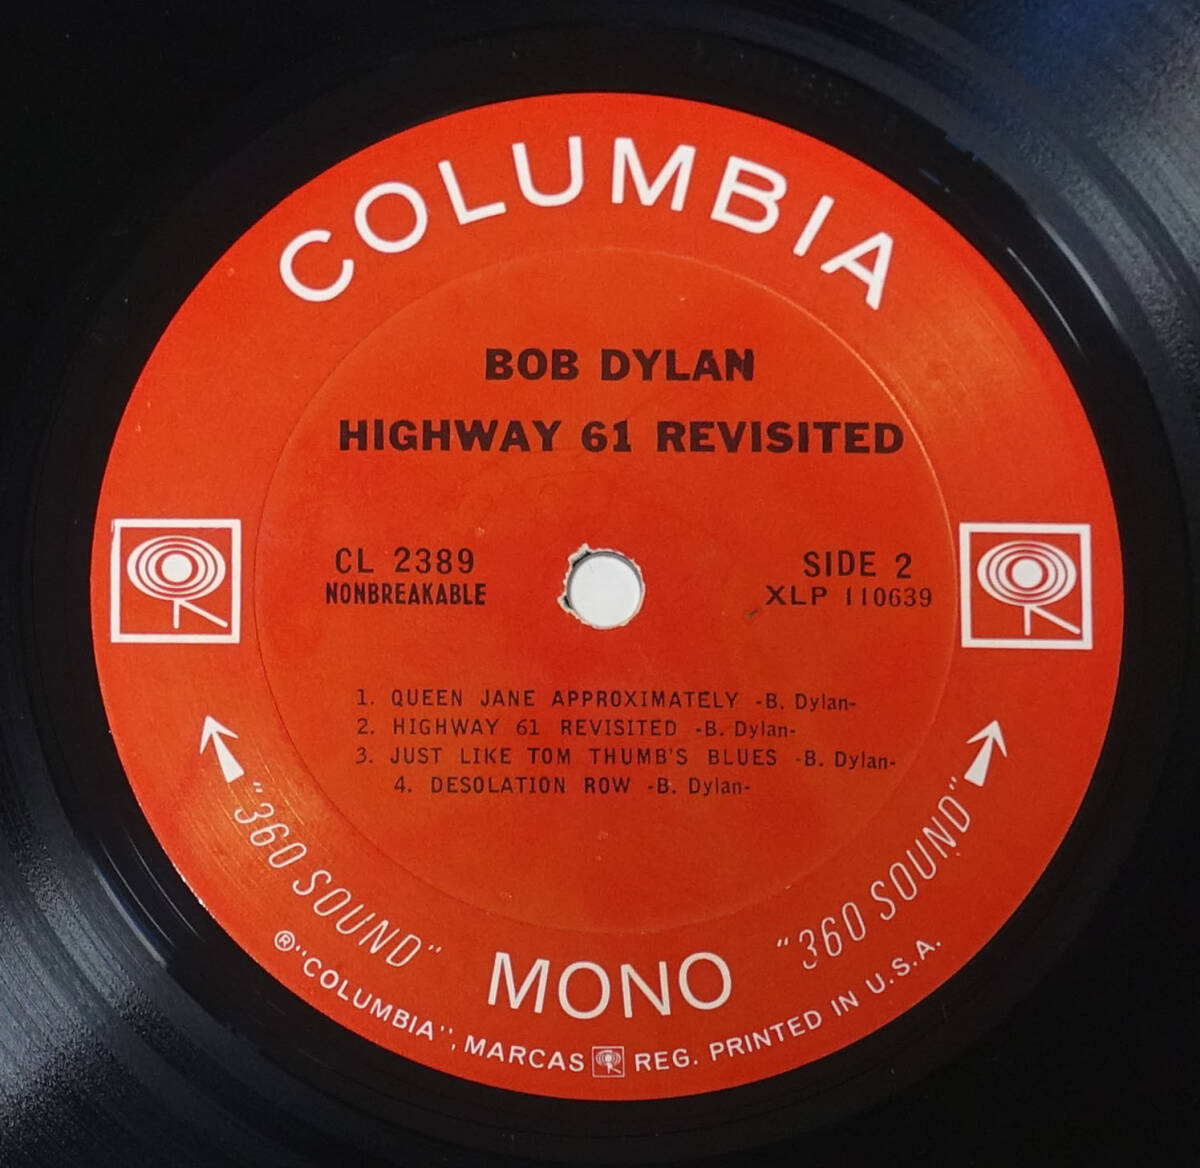 COLUMBIA
BOB DYLAN
HIGHWAY 61 REVISITED
CL 2389
NONBREAKABLE
SIDE 2
XLP 110639
1. QUEEN JANE APPROXIMATELY -B. Dylan-
2. HIGHWAY 61 REVISITED -B. Dylan-
3. JUST LIKE TOM THUMB'S BLUES -B. Dylan-
4. DESOLATION ROW -B. Dylan-
"360 SOUND"
MONO
"360 SOUND"
® "COLUMBIA", MARCAS REG. PRINTED IN U.S.A.